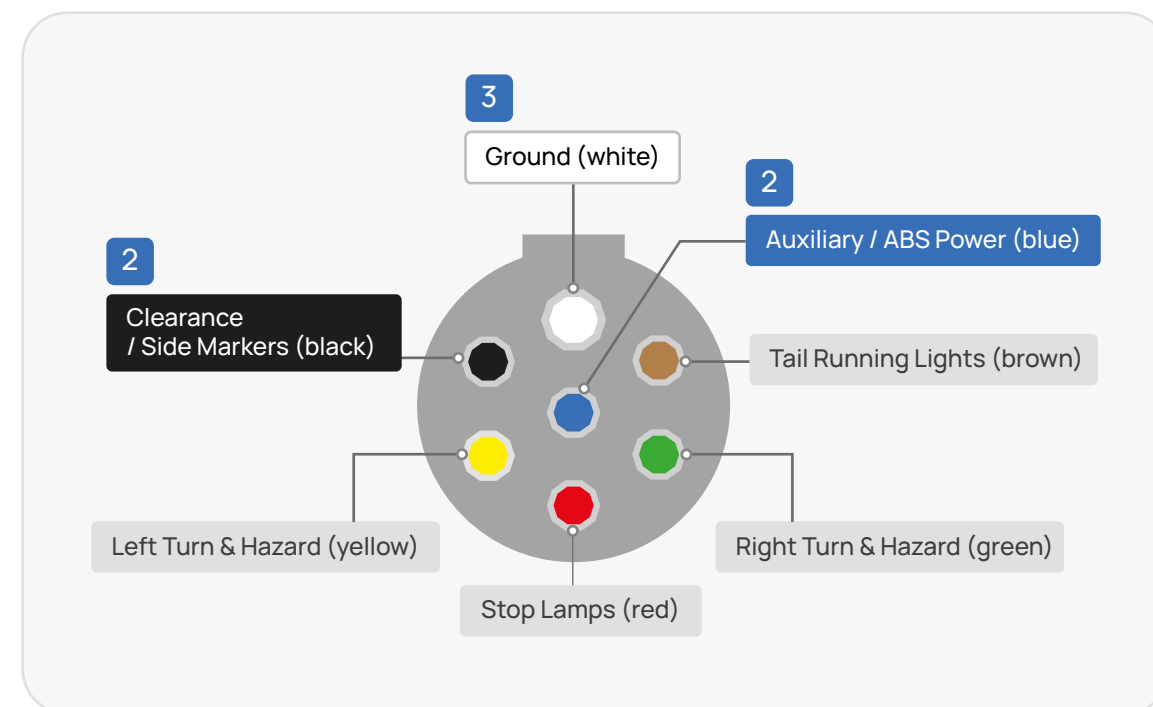 3
Ground (white)
2
Auxiliary / ABS Power (blue)
2
Clearance
/ Side Markers (black)
Tail Running Lights (brown)
Left Turn & Hazard (yellow)
Right Turn & Hazard (green)
Stop Lamps (red)